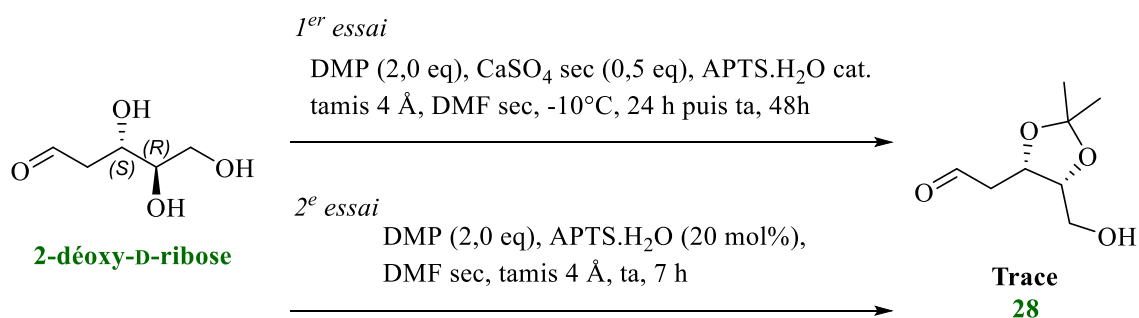 1er essai
DMP (2,0 eq), CaSO4 sec (0,5 eq), APTS.H2O cat.
tamis 4 Å, DMF sec, -10°C, 24 h puis ta, 48h
OH
(R)
O
(S)
OH
OH
2-déoxy-D-ribose
2e essai
DMP (2,0 eq), APTS.H2O (20 mol%),
DMF sec, tamis 4 Å, ta, 7 h
O
O
O
OH
Trace
28